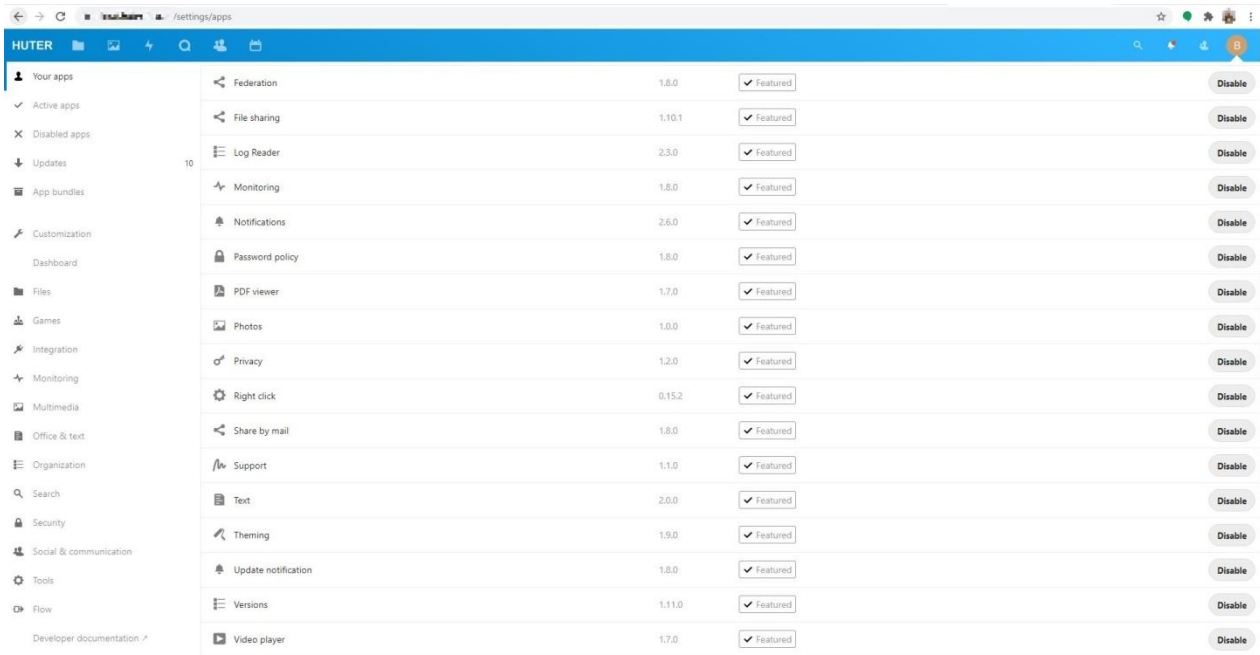 /settings/apps
HUTER
B
Your apps
Active apps
Disabled apps
Updates 10
App bundles
Customization
Dashboard
Files
Games
Integration
Monitoring
Multimedia
Office & text
Organization
Search
Security
Social & communication
Tools
Flow
Developer documentation ↗
Federation 1.8.0 ✔ Featured Disable
File sharing 1.10.1 ✔ Featured Disable
Log Reader 2.3.0 ✔ Featured Disable
Monitoring 1.8.0 ✔ Featured Disable
Notifications 2.6.0 ✔ Featured Disable
Password policy 1.8.0 ✔ Featured Disable
PDF viewer 1.7.0 ✔ Featured Disable
Photos 1.0.0 ✔ Featured Disable
Privacy 1.2.0 ✔ Featured Disable
Right click 0.15.2 ✔ Featured Disable
Share by mail 1.8.0 ✔ Featured Disable
Support 1.1.0 ✔ Featured Disable
Text 2.0.0 ✔ Featured Disable
Theming 1.9.0 ✔ Featured Disable
Update notification 1.8.0 ✔ Featured Disable
Versions 1.11.0 ✔ Featured Disable
Video player 1.7.0 ✔ Featured Disable